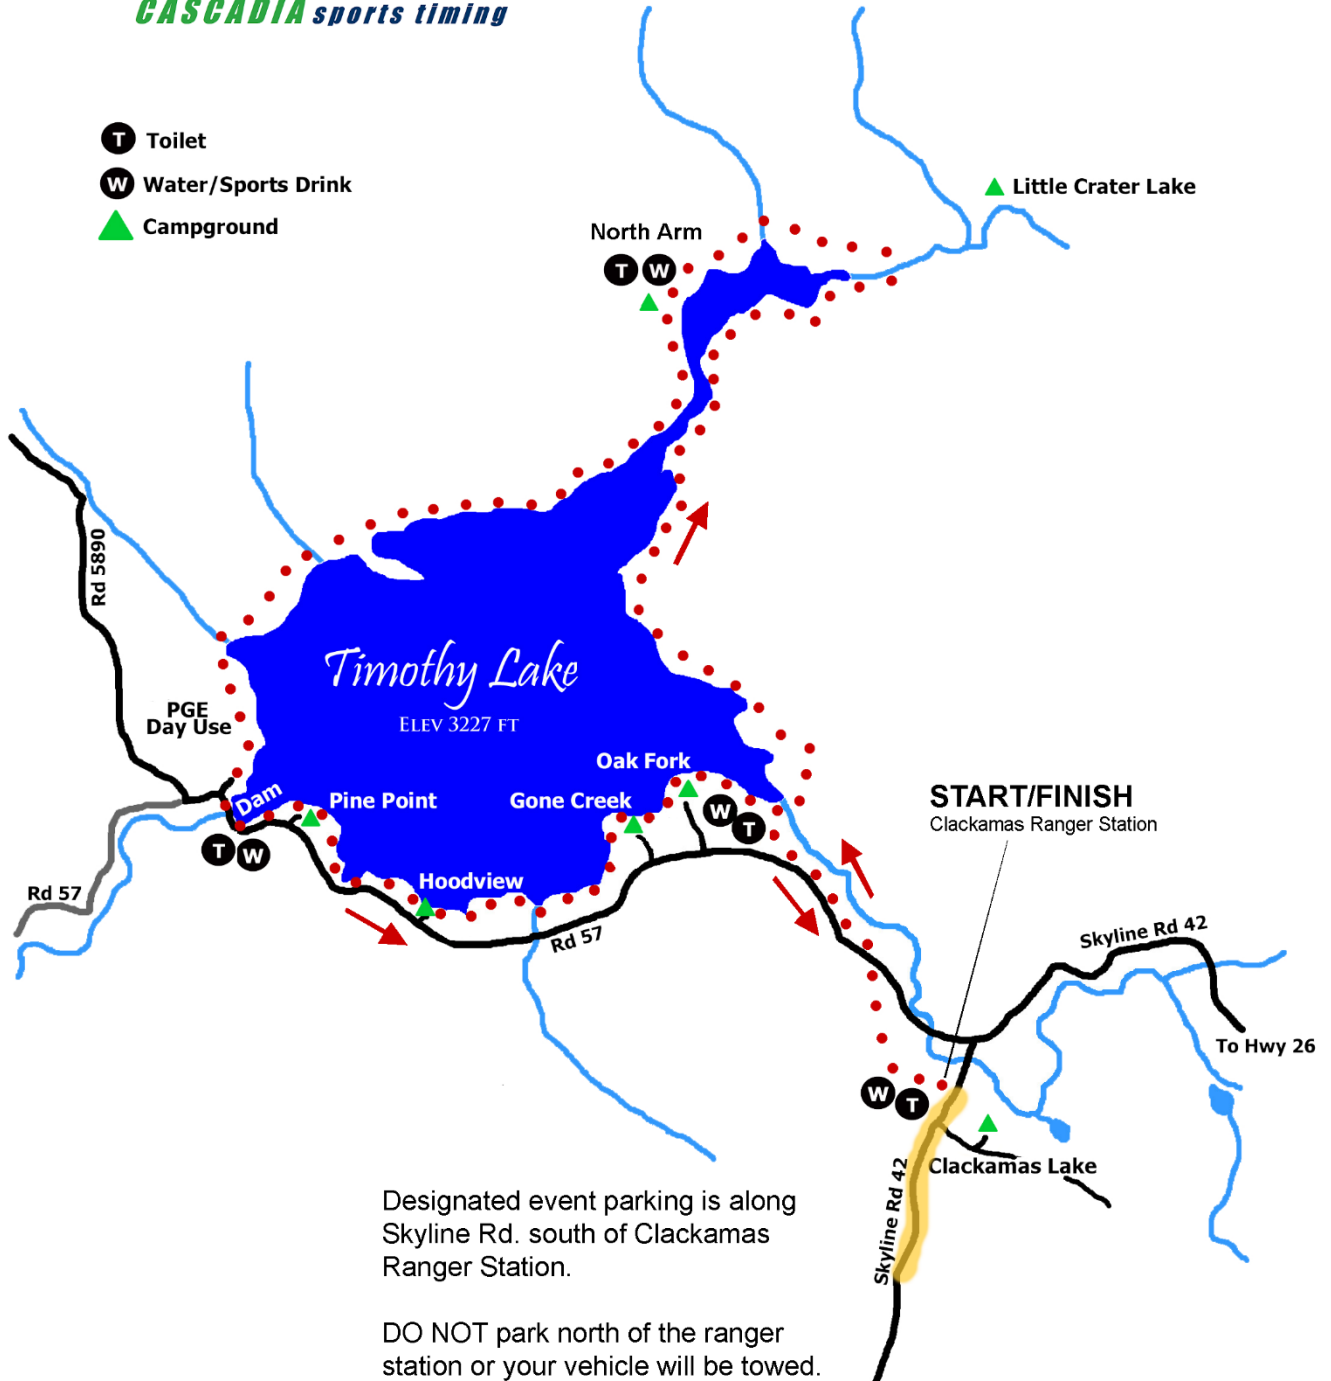 CASCADIA sports timing
T Toilet
W Water/Sports Drink
Campground
Little Crater Lake
North Arm
T W
Rd 5890
Timothy Lake
ELEV 3227 FT
PGE
Day Use
Dam
Pine Point
Gone Creek
Oak Fork
W
T
START/FINISH
Clackamas Ranger Station
T W
Hoodview
Rd 57
Rd 57
Skyline Rd 42
To Hwy 26
W T
Clackamas Lake
Skyline Rd 42
Designated event parking is along
Skyline Rd. south of Clackamas
Ranger Station.
DO NOT park north of the ranger
station or your vehicle will be towed.